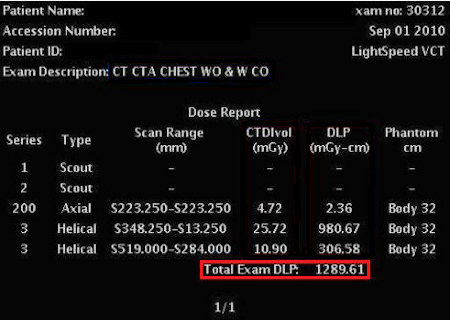 Patient Name: xam no: 30312
Accession Number: Sep 01 2010
Patient ID: LightSpeed VCT
Exam Description: CT CTA CHEST WO & W CO
Dose Report
Series Type Scan Range (mm) CTDIvol (mGy) DLP (mGy-cm) Phantom cm
1 Scout - - -
2 Scout - - -
200 Axial S223.250-S223.250 4.72 2.36 Body 32
3 Helical S348.250-S13.250 25.72 980.67 Body 32
3 Helical S519.000-S284.000 10.90 306.58 Body 32
Total Exam DLP: 1289.61
1/1